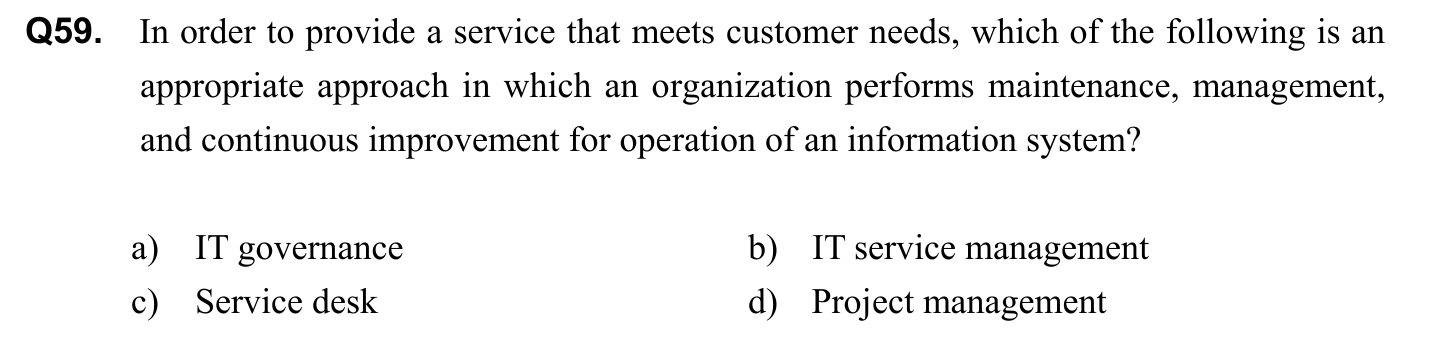 Q59. In order to provide a service that meets customer needs, which of the following is an
appropriate approach in which an organization performs maintenance, management,
and continuous improvement for operation of an information system?
a) IT governance b) IT service management
c) Service desk d) Project management